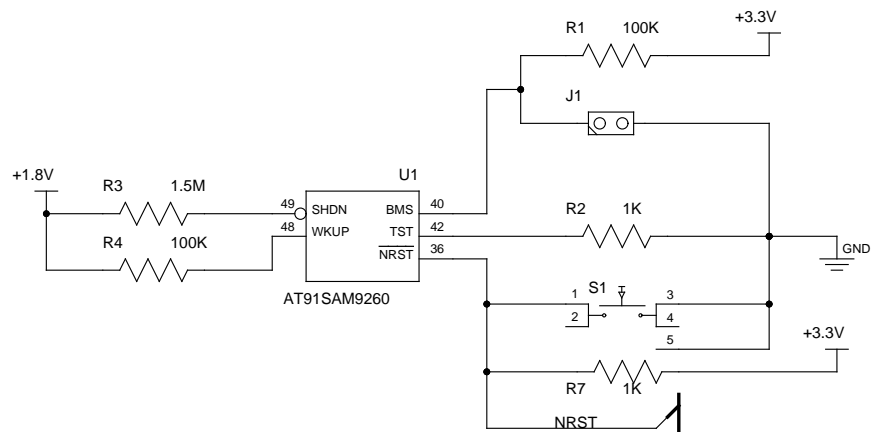 +3.3V
R1 100K
J1
+1.8V
U1
R3 1.5M
49 SHDN BMS 40
R2 1K
R4 100K
48 WKUP TST 42
NRST 36
GND
AT91SAM9260
S1
1 3
2 4
5
+3.3V
R7 1K
NRST